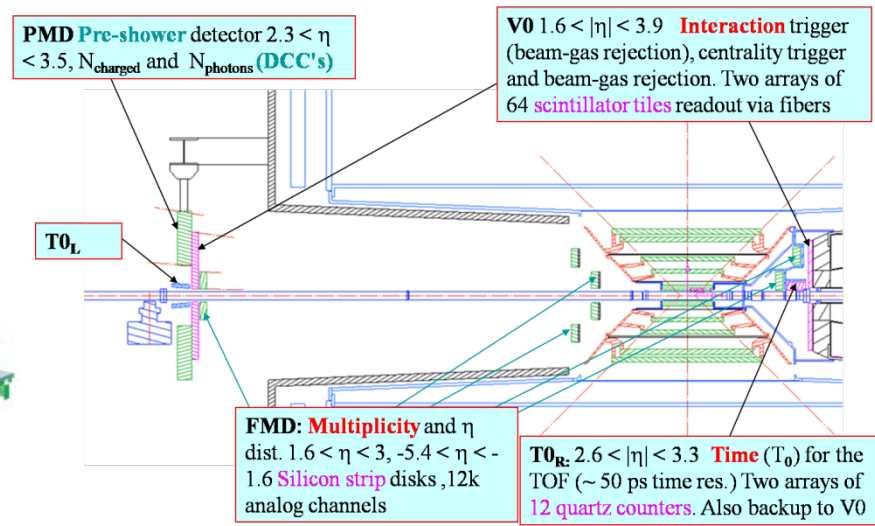 PMD Pre-shower detector 2.3 < η
< 3.5, Ncharged and Nphotons (DCC's)
V0 1.6 < |η| < 3.9 Interaction trigger
(beam-gas rejection), centrality trigger
and beam-gas rejection. Two arrays of
64 scintillator tiles readout via fibers
T0L
FMD: Multiplicity and η
dist. 1.6 < η < 3, -5.4 < η < -
1.6 Silicon strip disks ,12k
analog channels
T0R: 2.6 < |η| < 3.3 Time (T0) for the
TOF (~ 50 ps time res.) Two arrays of
12 quartz counters. Also backup to V0